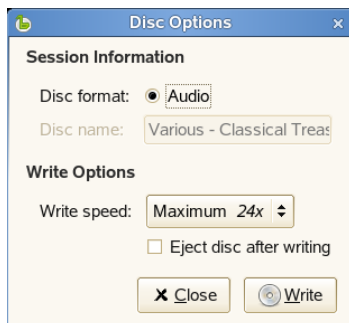 Disc Options
Session Information
Disc format: Audio
Disc name: Various - Classical Treas
Write Options
Write speed: Maximum 24x
Eject disc after writing
Close Write